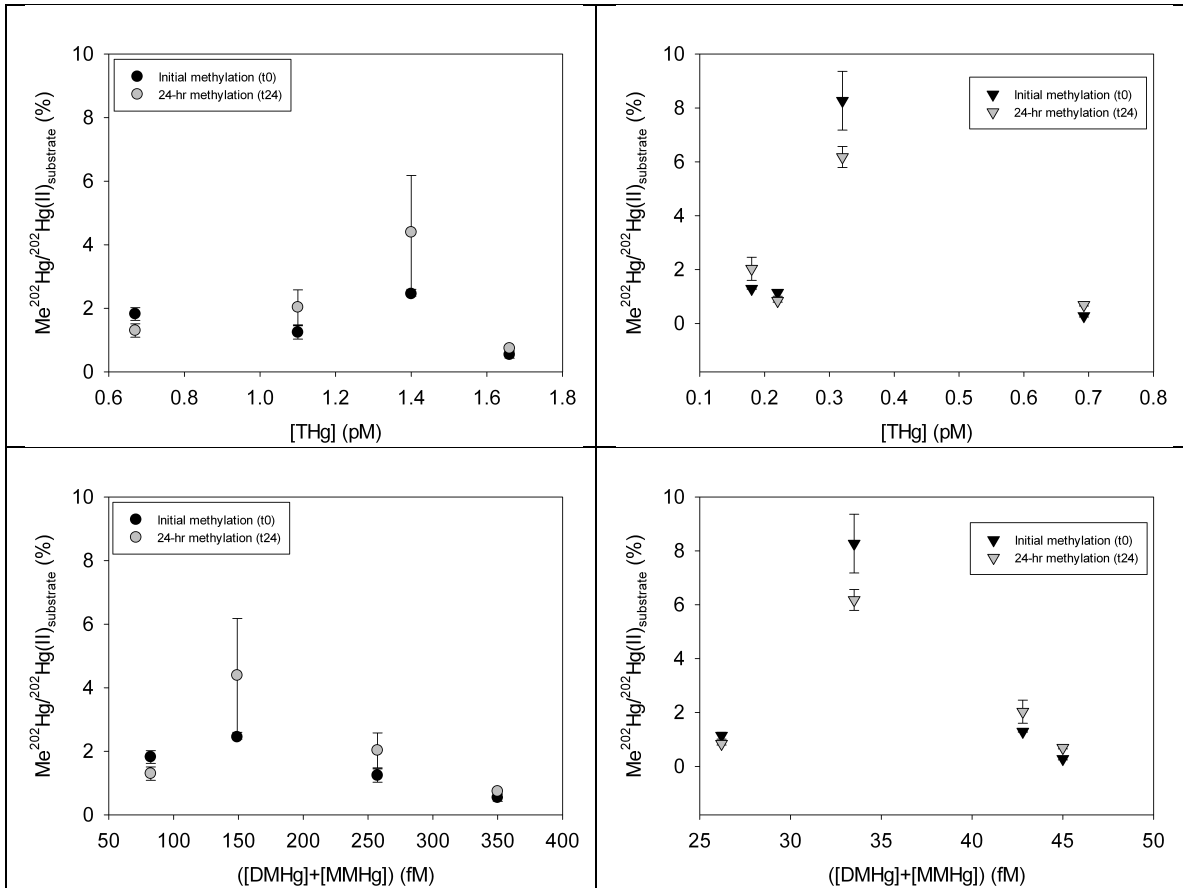 10
8
6
4
2
0
Me²⁰²Hg/²⁰²Hg(II)substrate (%)
Initial methylation (t0)
24-hr methylation (t24)
0.6 0.8 1.0 1.2 1.4 1.6 1.8
[THg] (pM)
10
8
6
4
2
0
Me²⁰²Hg/²⁰²Hg(II)substrate (%)
Initial methylation (t0)
24-hr methylation (t24)
0.1 0.2 0.3 0.4 0.5 0.6 0.7 0.8
[THg] (pM)
10
8
6
4
2
0
Me²⁰²Hg/²⁰²Hg(II)substrate (%)
Initial methylation (t0)
24-hr methylation (t24)
50 100 150 200 250 300 350 400
([DMHg]+[MMHg]) (fM)
10
8
6
4
2
0
Me²⁰²Hg/²⁰²Hg(II)substrate (%)
Initial methylation (t0)
24-hr methylation (t24)
25 30 35 40 45 50
([DMHg]+[MMHg]) (fM)